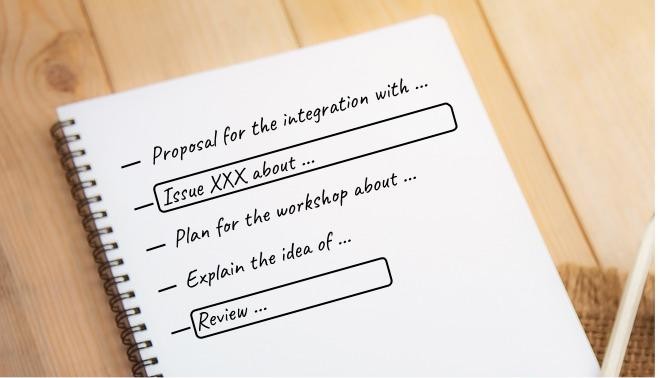 — Proposal for the integration with ...
— Issue XXX about ...
— Plan for the workshop about ...
— Explain the idea of ...
— Review ...